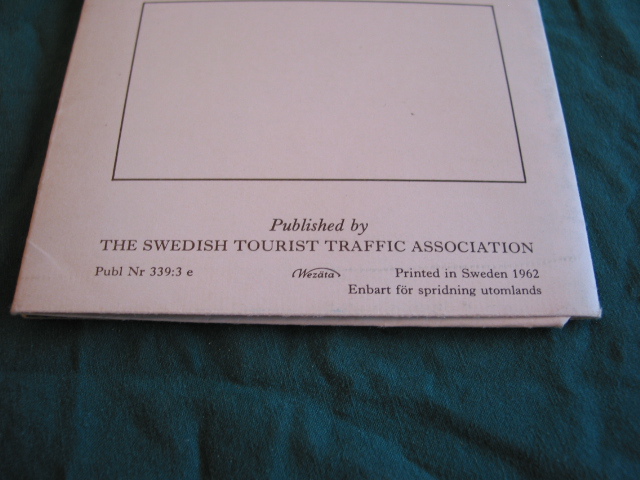 Published by
THE SWEDISH TOURIST TRAFFIC ASSOCIATION
Publ Nr 339:3 e Wezäta Printed in Sweden 1962
Enbart för spridning utomlands